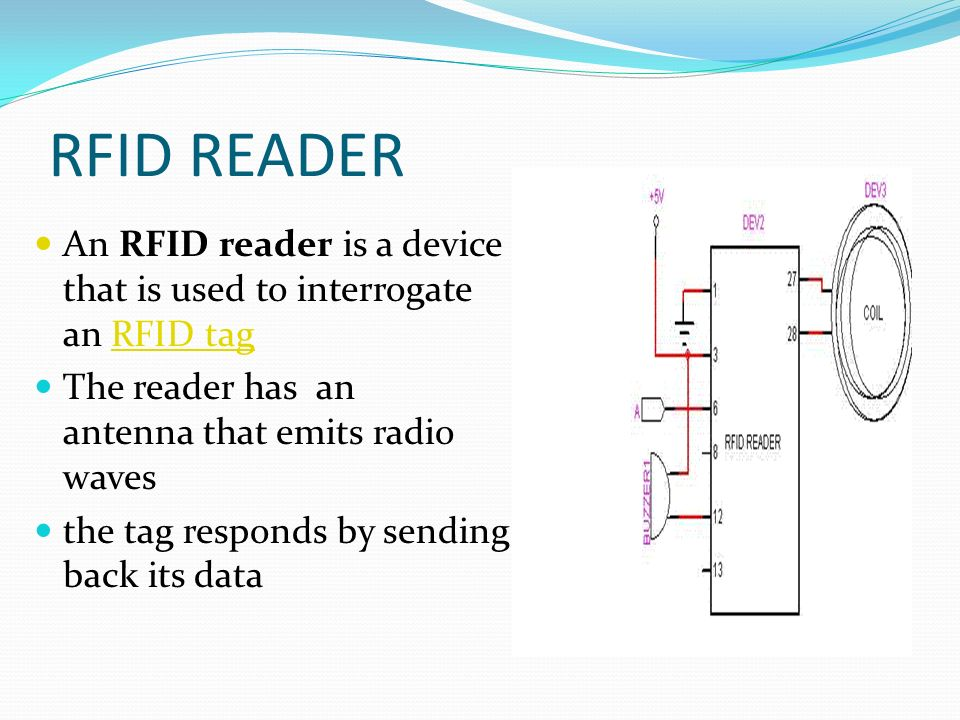 RFID READER
An RFID reader is a device
that is used to interrogate
an RFID tag
The reader has an
antenna that emits radio
waves
the tag responds by sending
back its data
+5V
DEV2
DEV3
1
3
A
6
8
BUZZER1
12
13
27
28
COIL
RFID READER